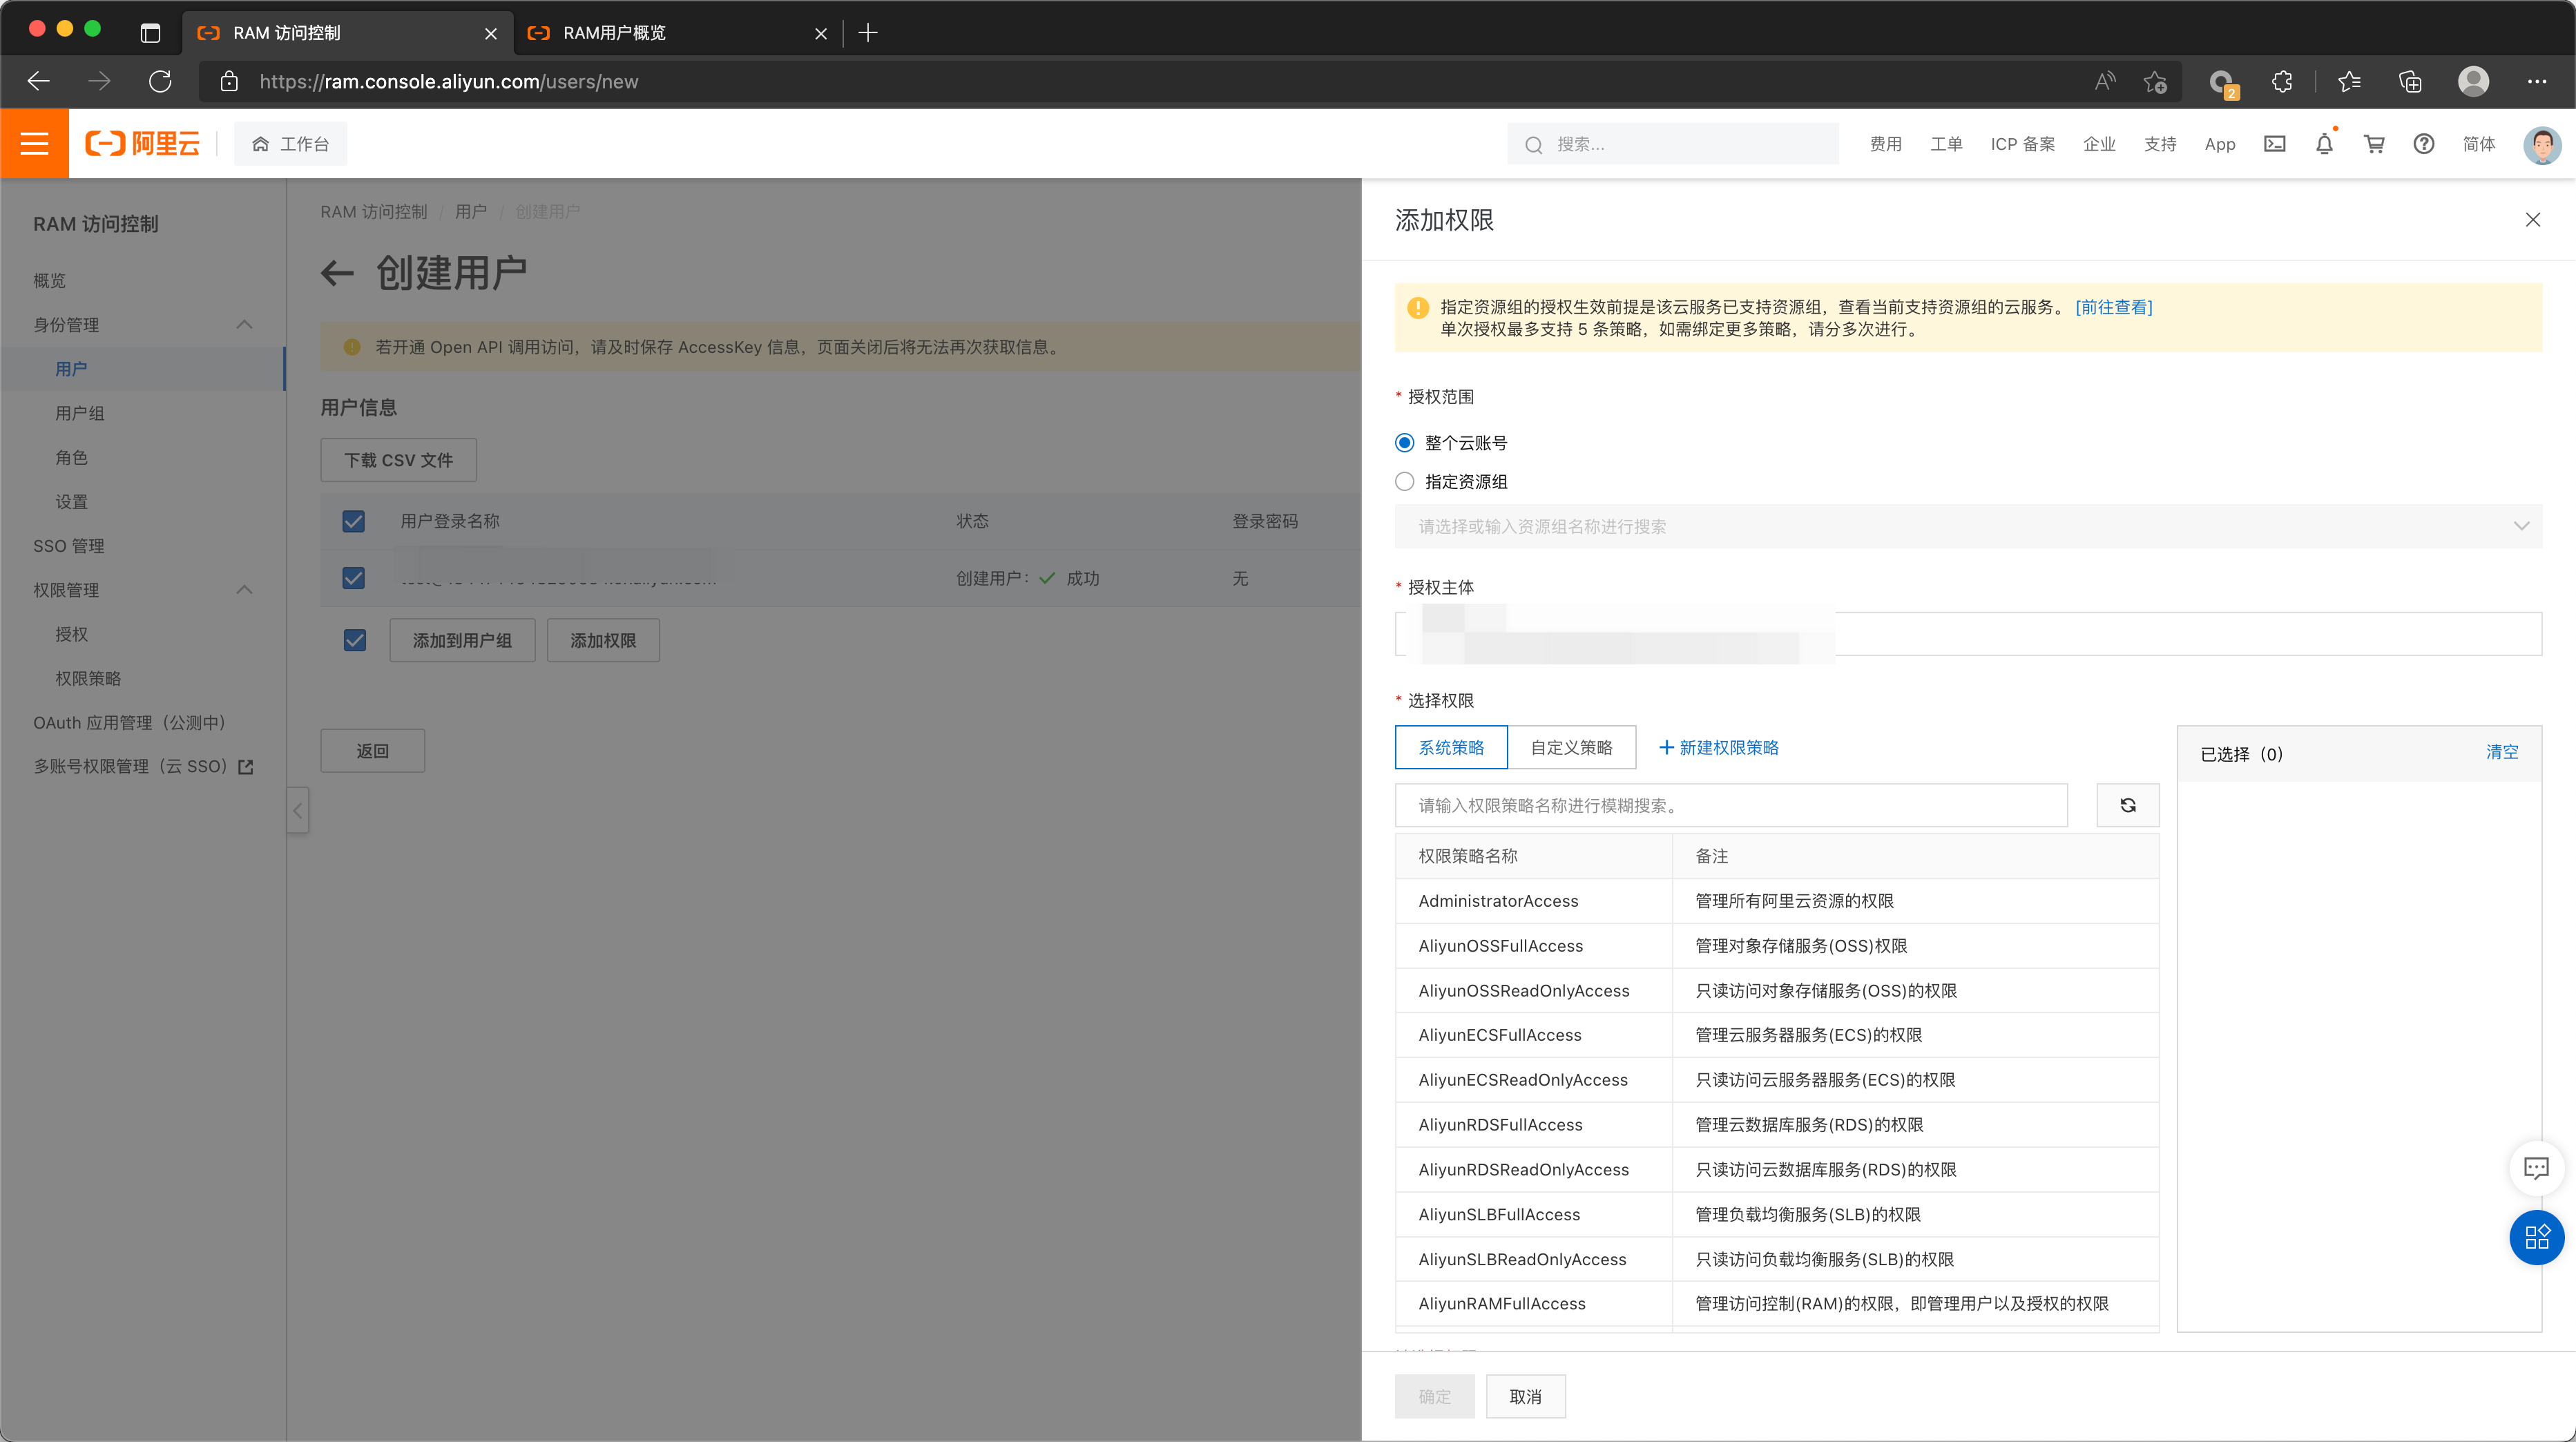 RAM 访问控制
RAM用户概览
https://ram.console.aliyun.com/users/new
2
阿里云
工作台
搜索...
费用
工单
ICP 备案
企业
支持
App
简体
RAM 访问控制
概览
身份管理
用户
用户组
角色
设置
SSO 管理
权限管理
授权
权限策略
OAuth 应用管理（公测中）
多账号权限管理（云 SSO）
RAM 访问控制 / 用户 / 创建用户
创建用户
若开通 Open API 调用访问，请及时保存 AccessKey 信息，页面关闭后将无法再次获取信息。
用户信息
下载 CSV 文件
用户登录名称
状态
登录密码
创建用户： 成功
无
添加到用户组
添加权限
返回
添加权限
指定资源组的授权生效前提是该云服务已支持资源组，查看当前支持资源组的云服务。 [前往查看]
单次授权最多支持 5 条策略，如需绑定更多策略，请分多次进行。
* 授权范围
整个云账号
指定资源组
请选择或输入资源组名称进行搜索
* 授权主体
* 选择权限
系统策略
自定义策略
新建权限策略
请输入权限策略名称进行模糊搜索。
权限策略名称
备注
AdministratorAccess
管理所有阿里云资源的权限
AliyunOSSFullAccess
管理对象存储服务(OSS)权限
AliyunOSSReadOnlyAccess
只读访问对象存储服务(OSS)的权限
AliyunECSFullAccess
管理云服务器服务(ECS)的权限
AliyunECSReadOnlyAccess
只读访问云服务器服务(ECS)的权限
AliyunRDSFullAccess
管理云数据库服务(RDS)的权限
AliyunRDSReadOnlyAccess
只读访问云数据库服务(RDS)的权限
AliyunSLBFullAccess
管理负载均衡服务(SLB)的权限
AliyunSLBReadOnlyAccess
只读访问负载均衡服务(SLB)的权限
AliyunRAMFullAccess
管理访问控制(RAM)的权限，即管理用户以及授权的权限
已选择（0）
清空
确定
取消